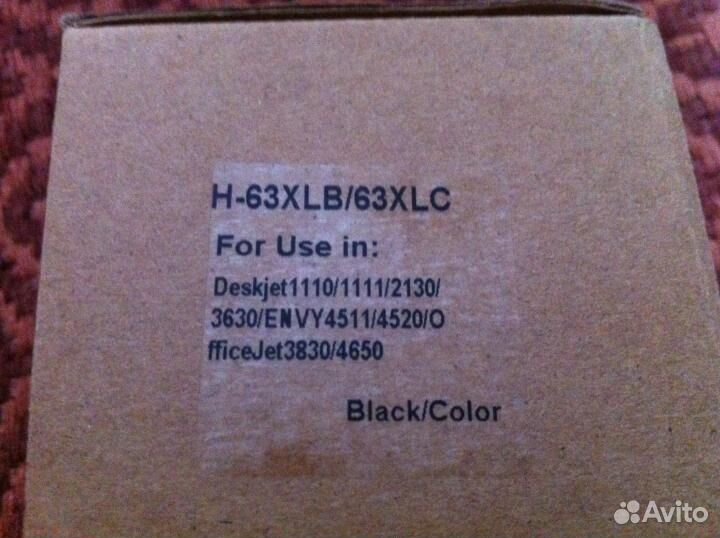 H-63XLB/63XLC
For Use in:
Deskjet1110/1111/2130/
3630/ENVY4511/4520/O
fficeJet3830/4650
Black/Color
Avito